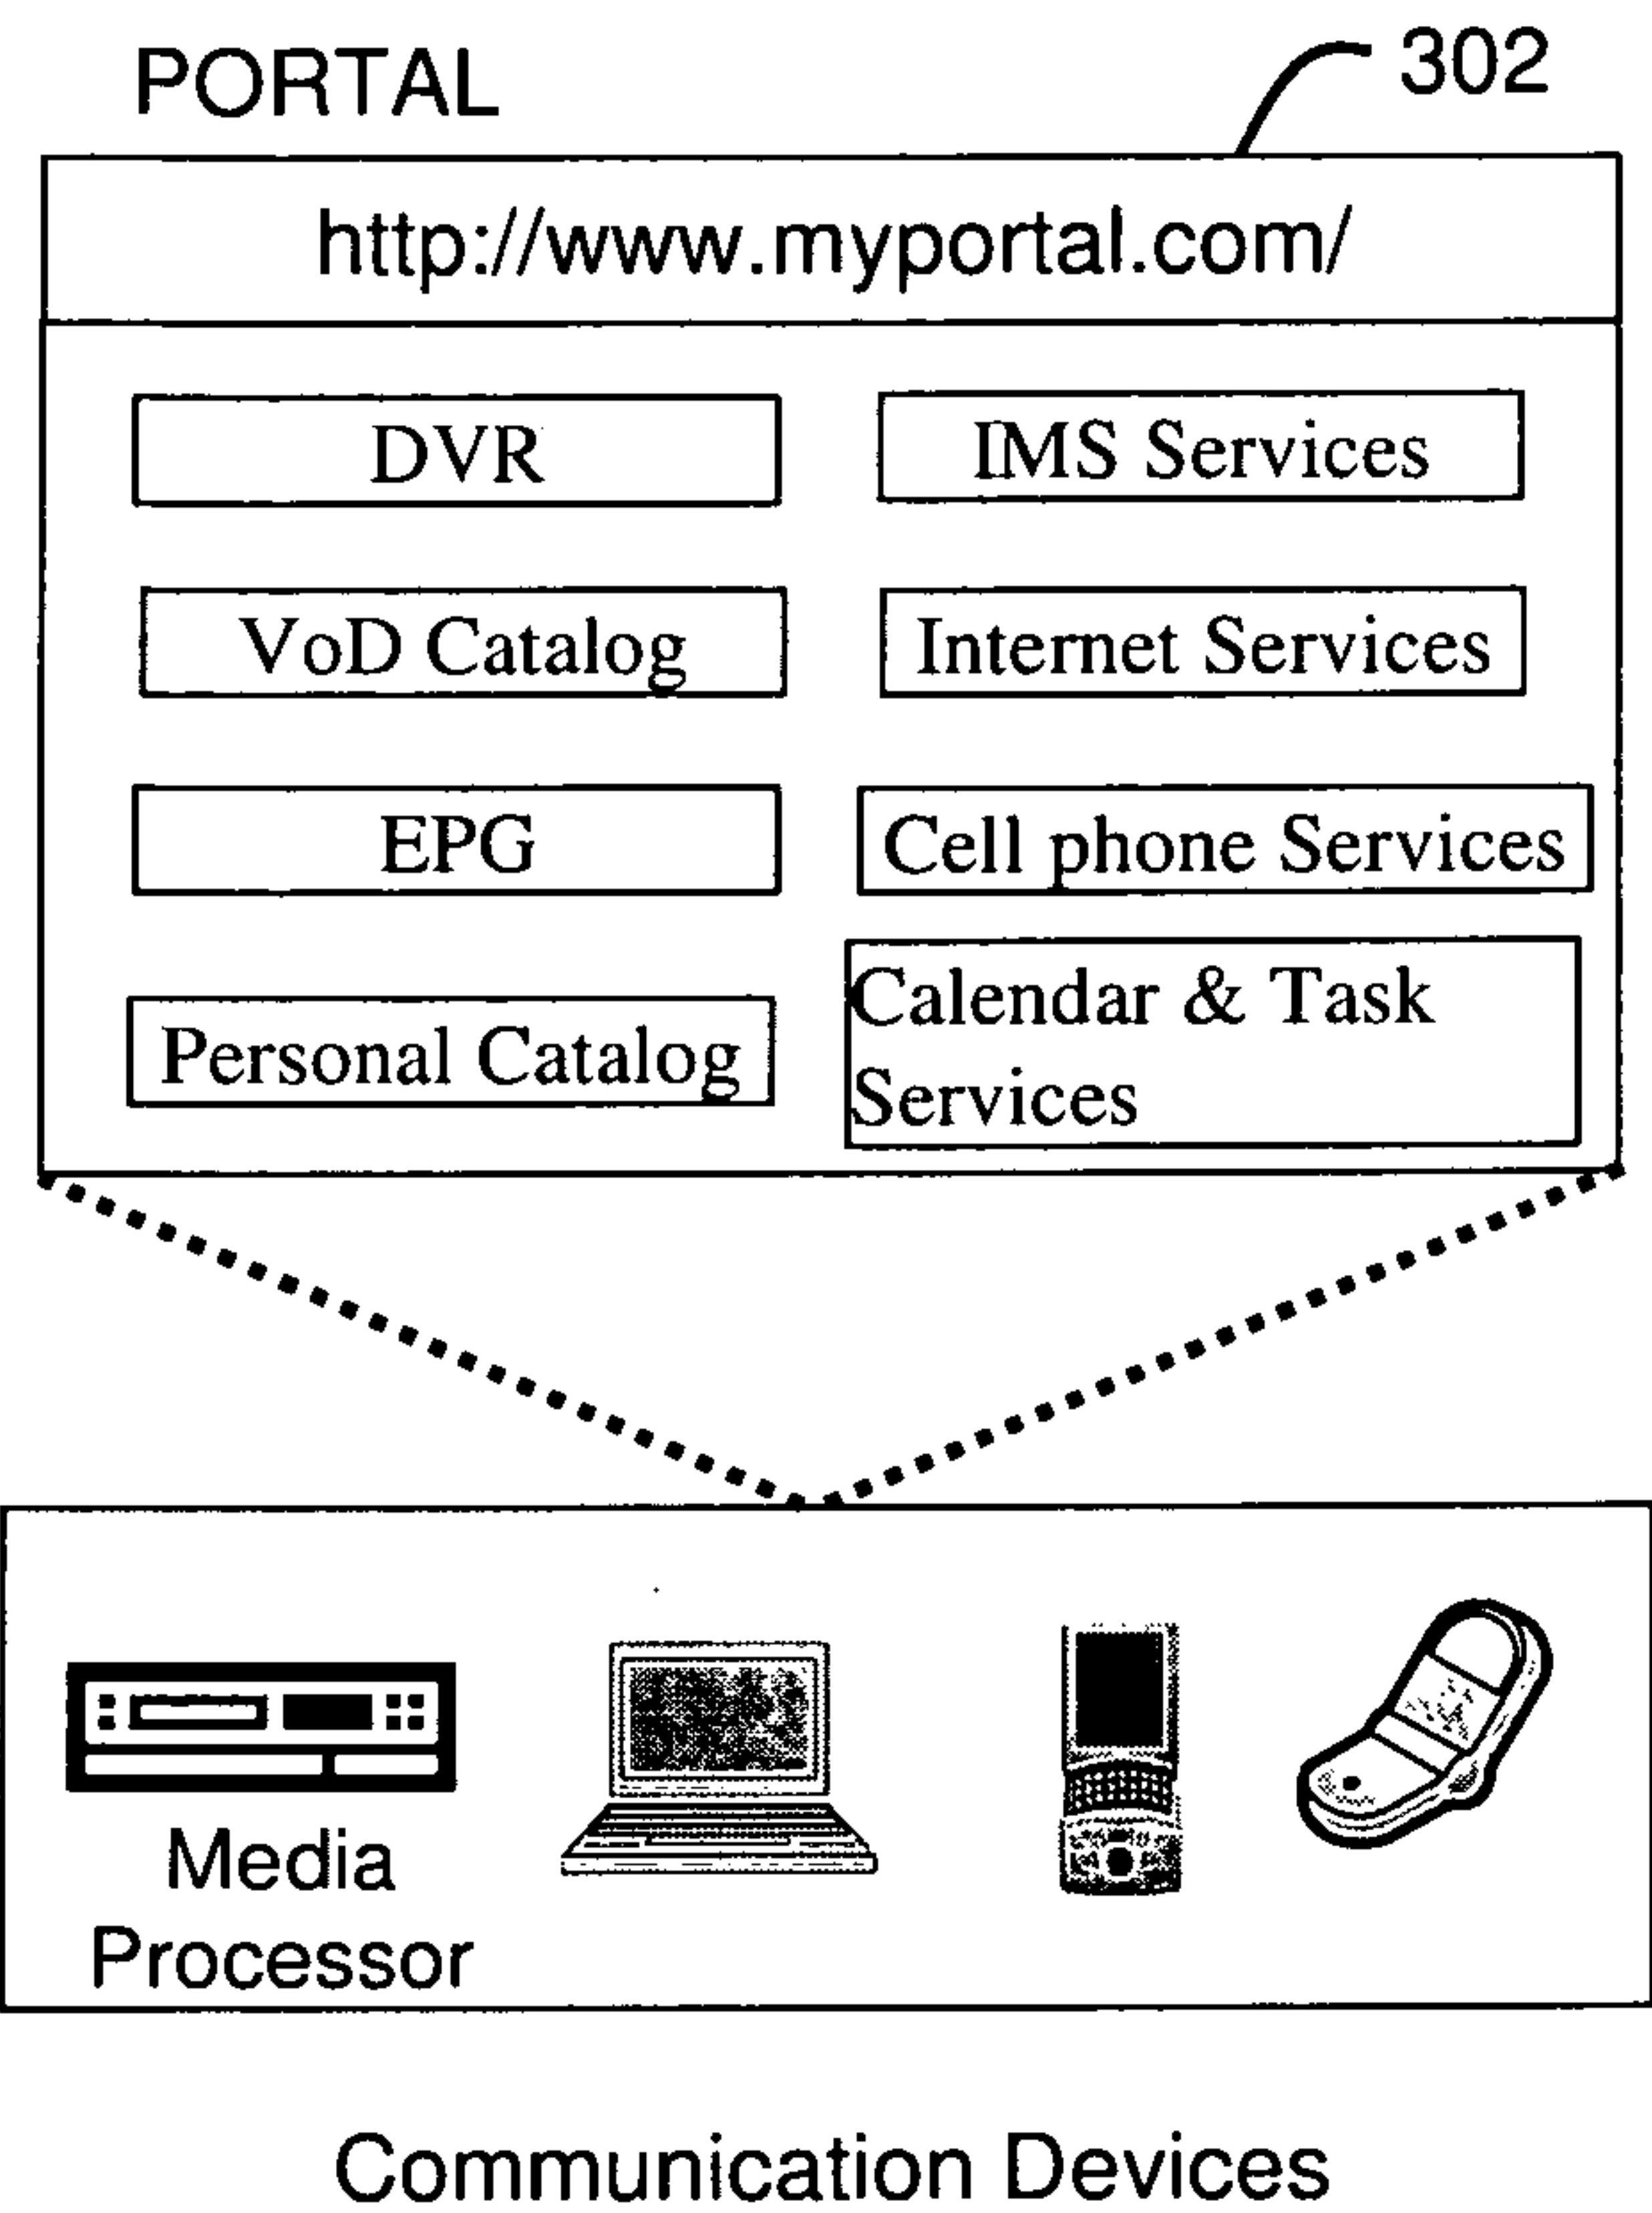 PORTAL
302
http://www.myportal.com/
DVR
IMS Services
VoD Catalog
Internet Services
EPG
Cell phone Services
Personal Catalog
Calendar & Task
Services
Media
Processor
Communication Devices